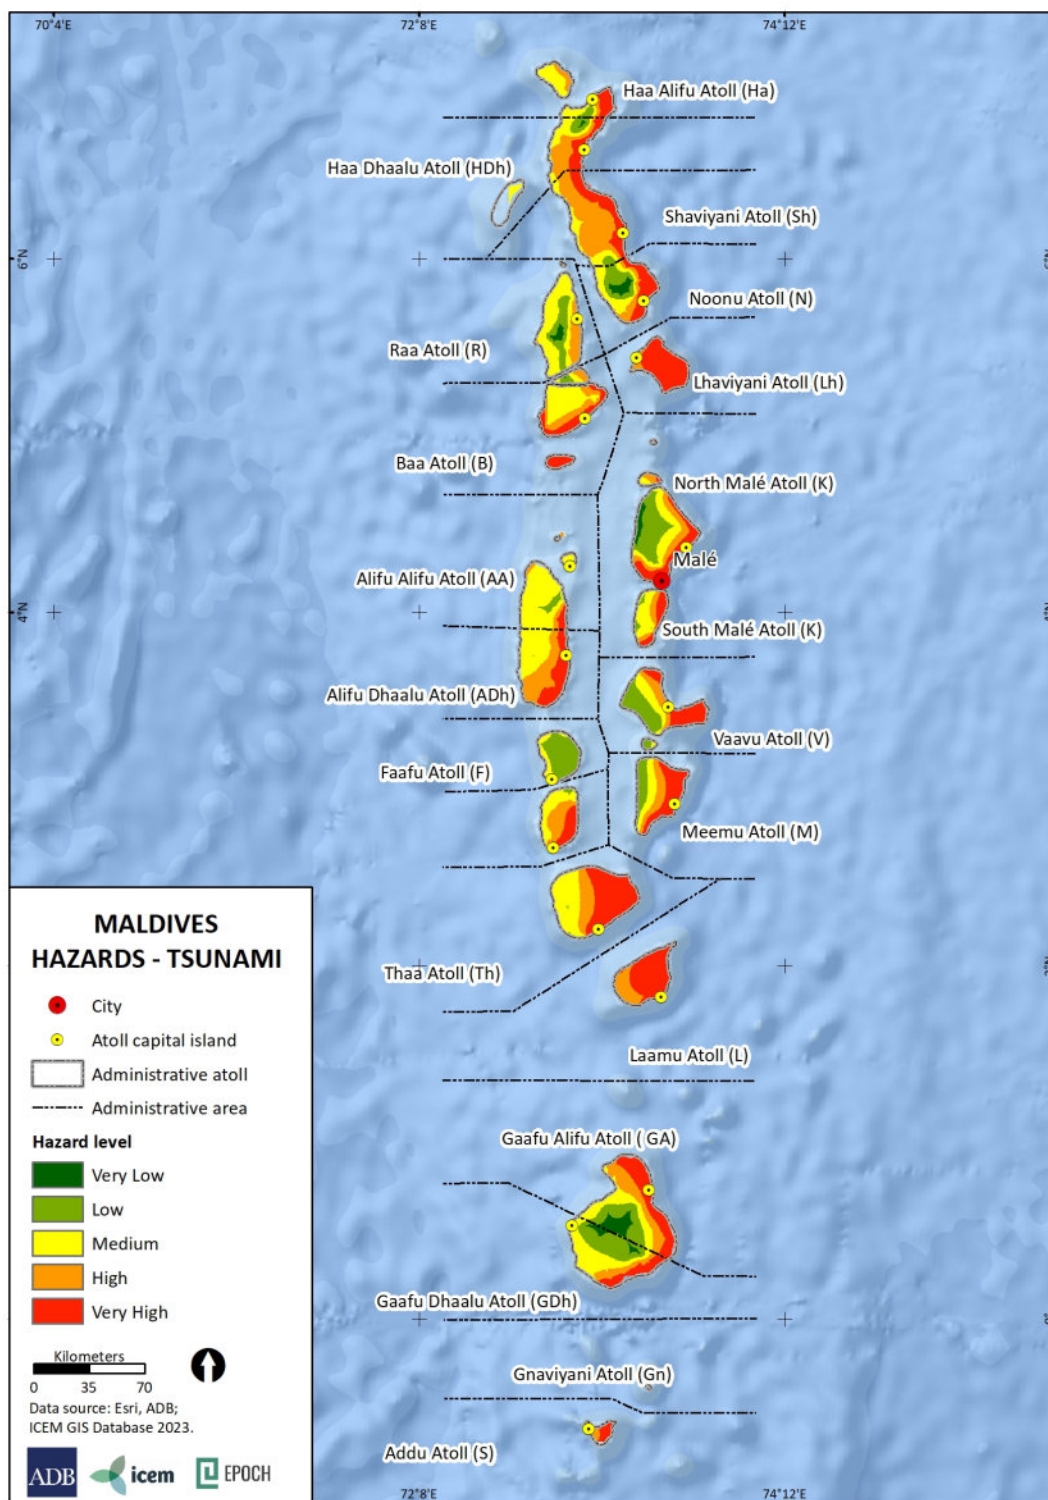 70°4'E
72°8'E
74°12'E
Haa Alifu Atoll (Ha)
Haa Dhaalu Atoll (HDh)
Shaviyani Atoll (Sh)
6°N
6°N
Noonu Atoll (N)
Raa Atoll (R)
Lhaviyani Atoll (Lh)
Baa Atoll (B)
North Malé Atoll (K)
Malé
Alifu Alifu Atoll (AA)
4°N
4°N
South Malé Atoll (K)
Alifu Dhaalu Atoll (ADh)
Vaavu Atoll (V)
Faafu Atoll (F)
Meemu Atoll (M)
Thaa Atoll (Th)
2°N
Laamu Atoll (L)
Gaafu Alifu Atoll ( GA)
Gaafu Dhaalu Atoll (GDh)
0°
Gnaviyani Atoll (Gn)
Addu Atoll (S)
72°8'E
74°12'E
MALDIVES
HAZARDS - TSUNAMI
City
Atoll capital island
Administrative atoll
Administrative area
Hazard level
Very Low
Low
Medium
High
Very High
Kilometers
0 35 70
Data source: Esri, ADB;
ICEM GIS Database 2023.
ADB icem EPOCH